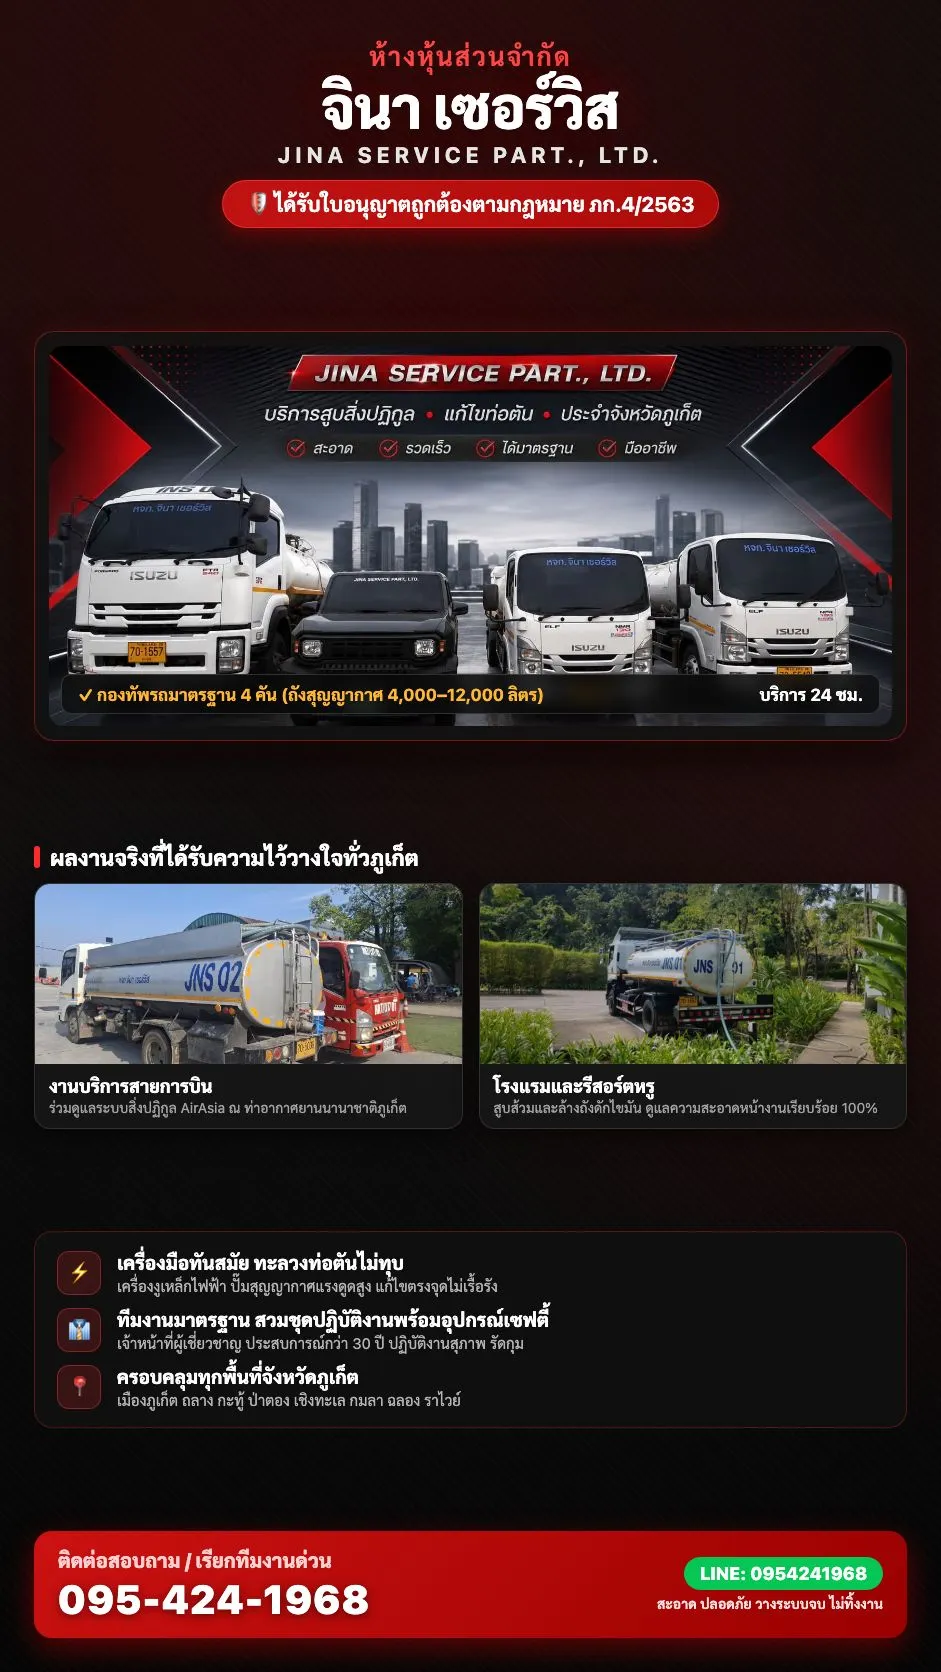 ห้างหุ้นส่วนจำกัด
จินา เซอร์วิส
JINA SERVICE PART., LTD.
ได้รับใบอนุญาตถูกต้องตามกฎหมาย ภก.4/2563
JINA SERVICE PART., LTD.
บริการสูบสิ่งปฏิกูล • แก้ไขท่อตัน • ประจำจังหวัดภูเก็ต
สะอาด รวดเร็ว ได้มาตรฐาน มืออาชีพ
หจก. จินา เซอร์วิส
FORWARD ISUZU FTR
70-1557
JINA SERVICE PART., LTD.
หจก. จินา เซอร์วิส
ELF NMR 130
ISUZU
หจก. จินา เซอร์วิส
ELF NPR
ISUZU
✓ กองทัพรถมาตรฐาน 4 คัน (ถังสุญญากาศ 4,000–12,000 ลิตร)
บริการ 24 ชม.
ผลงานจริงที่ได้รับความไว้วางใจทั่วภูเก็ต
JNS 02
งานบริการสายการบิน
ร่วมดูแลระบบสิ่งปฏิกูล AirAsia ณ ท่าอากาศยานนานาชาติภูเก็ต
JNS 01 JNS 01
โรงแรมและรีสอร์ตหรู
สูบส้วมและล้างถังดักไขมัน ดูแลความสะอาดหน้างานเรียบร้อย 100%
เครื่องมือทันสมัย ทะลวงท่อตันไม่ทุบ
เครื่องงูเหล็กไฟฟ้า ปั๊มสุญญากาศแรงดูดสูง แก้ไขตรงจุดไม่เรื้อรัง
ทีมงานมาตรฐาน สวมชุดปฏิบัติงานพร้อมอุปกรณ์เซฟตี้
เจ้าหน้าที่ผู้เชี่ยวชาญ ประสบการณ์กว่า 30 ปี ปฏิบัติงานสุภาพ รัดกุม
ครอบคลุมทุกพื้นที่จังหวัดภูเก็ต
เมืองภูเก็ต ถลาง กะทู้ ป่าตอง เชิงทะเล กมลา ฉลอง ราไวย์
ติดต่อสอบถาม / เรียกทีมงานด่วน
095-424-1968
LINE: 0954241968
สะอาด ปลอดภัย วางระบบจบ ไม่ทิ้งงาน